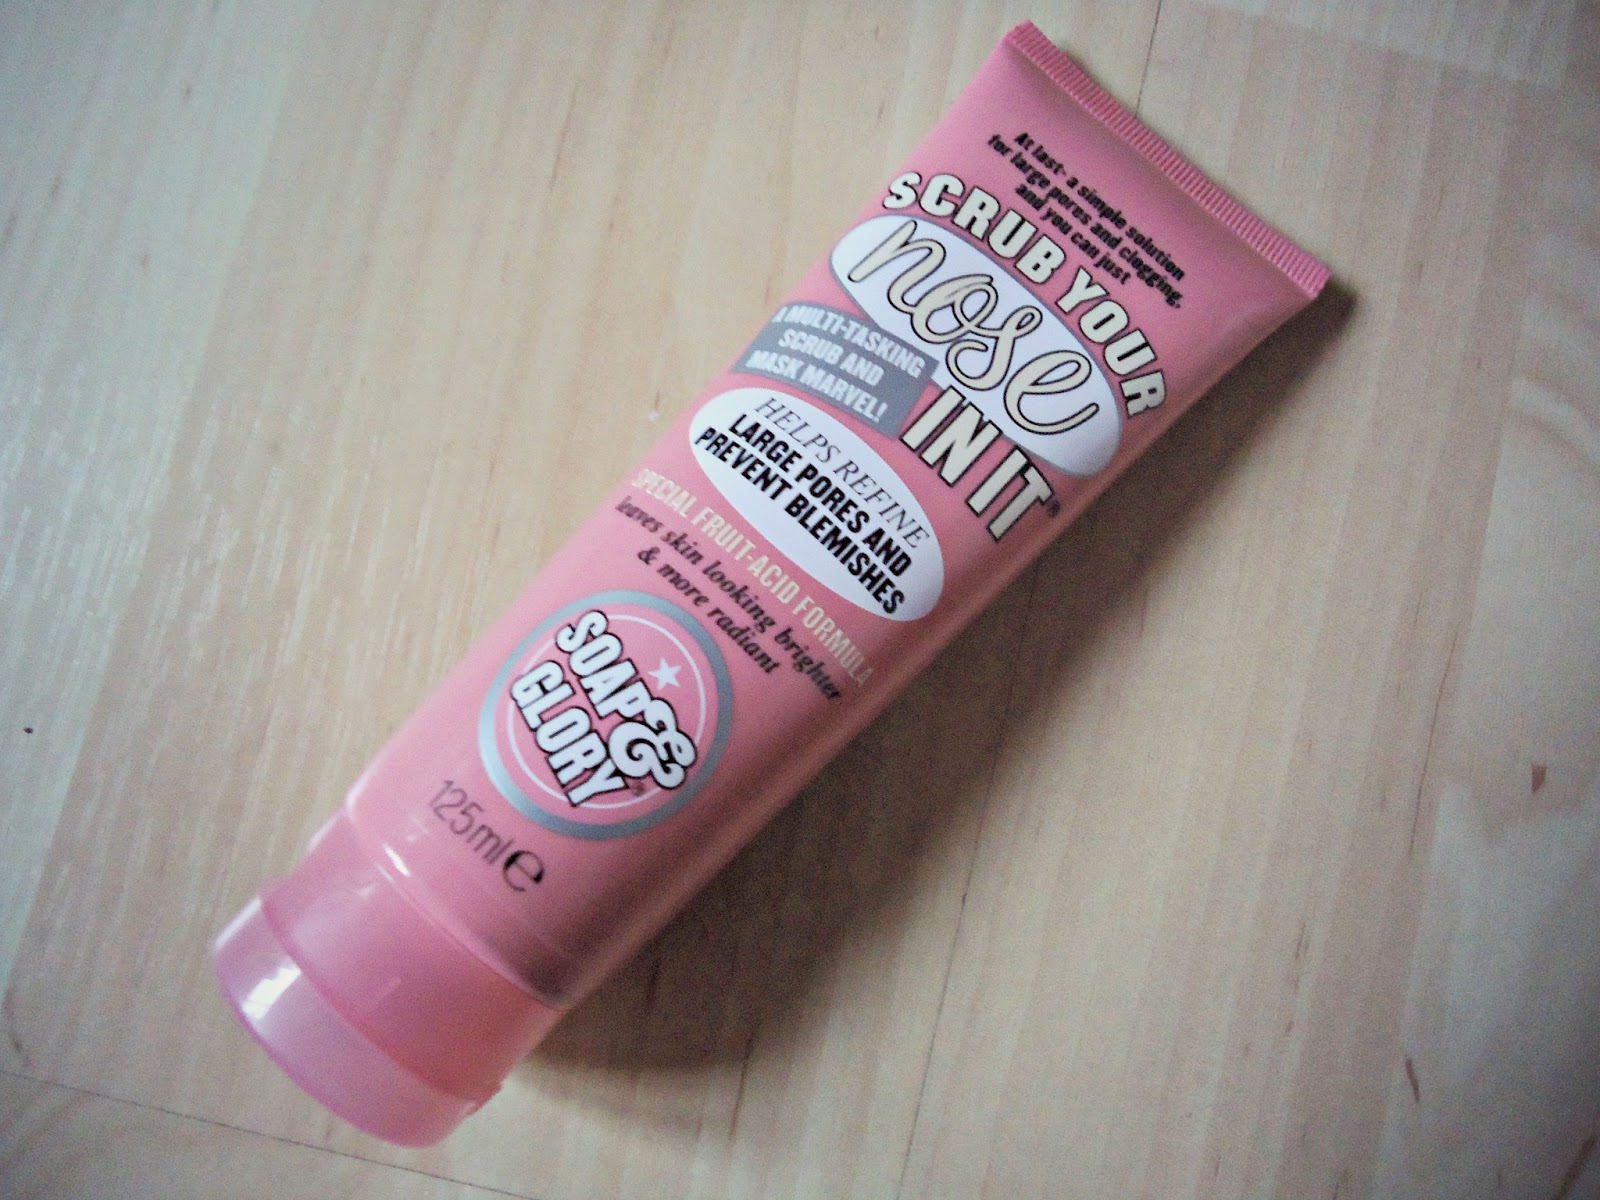 At last- a simple solution
for large pores and clogging,
and you can just
SCRUB YOUR
nose
IN IT®
A MULTI-TASKING
SCRUB AND
MASK MARVEL!
HELPS REFINE
LARGE PORES AND
PREVENT BLEMISHES
SPECIAL FRUIT-ACID FORMULA
leaves skin looking brighter
& more radiant
SOAP &
GLORY®
125ml ℮